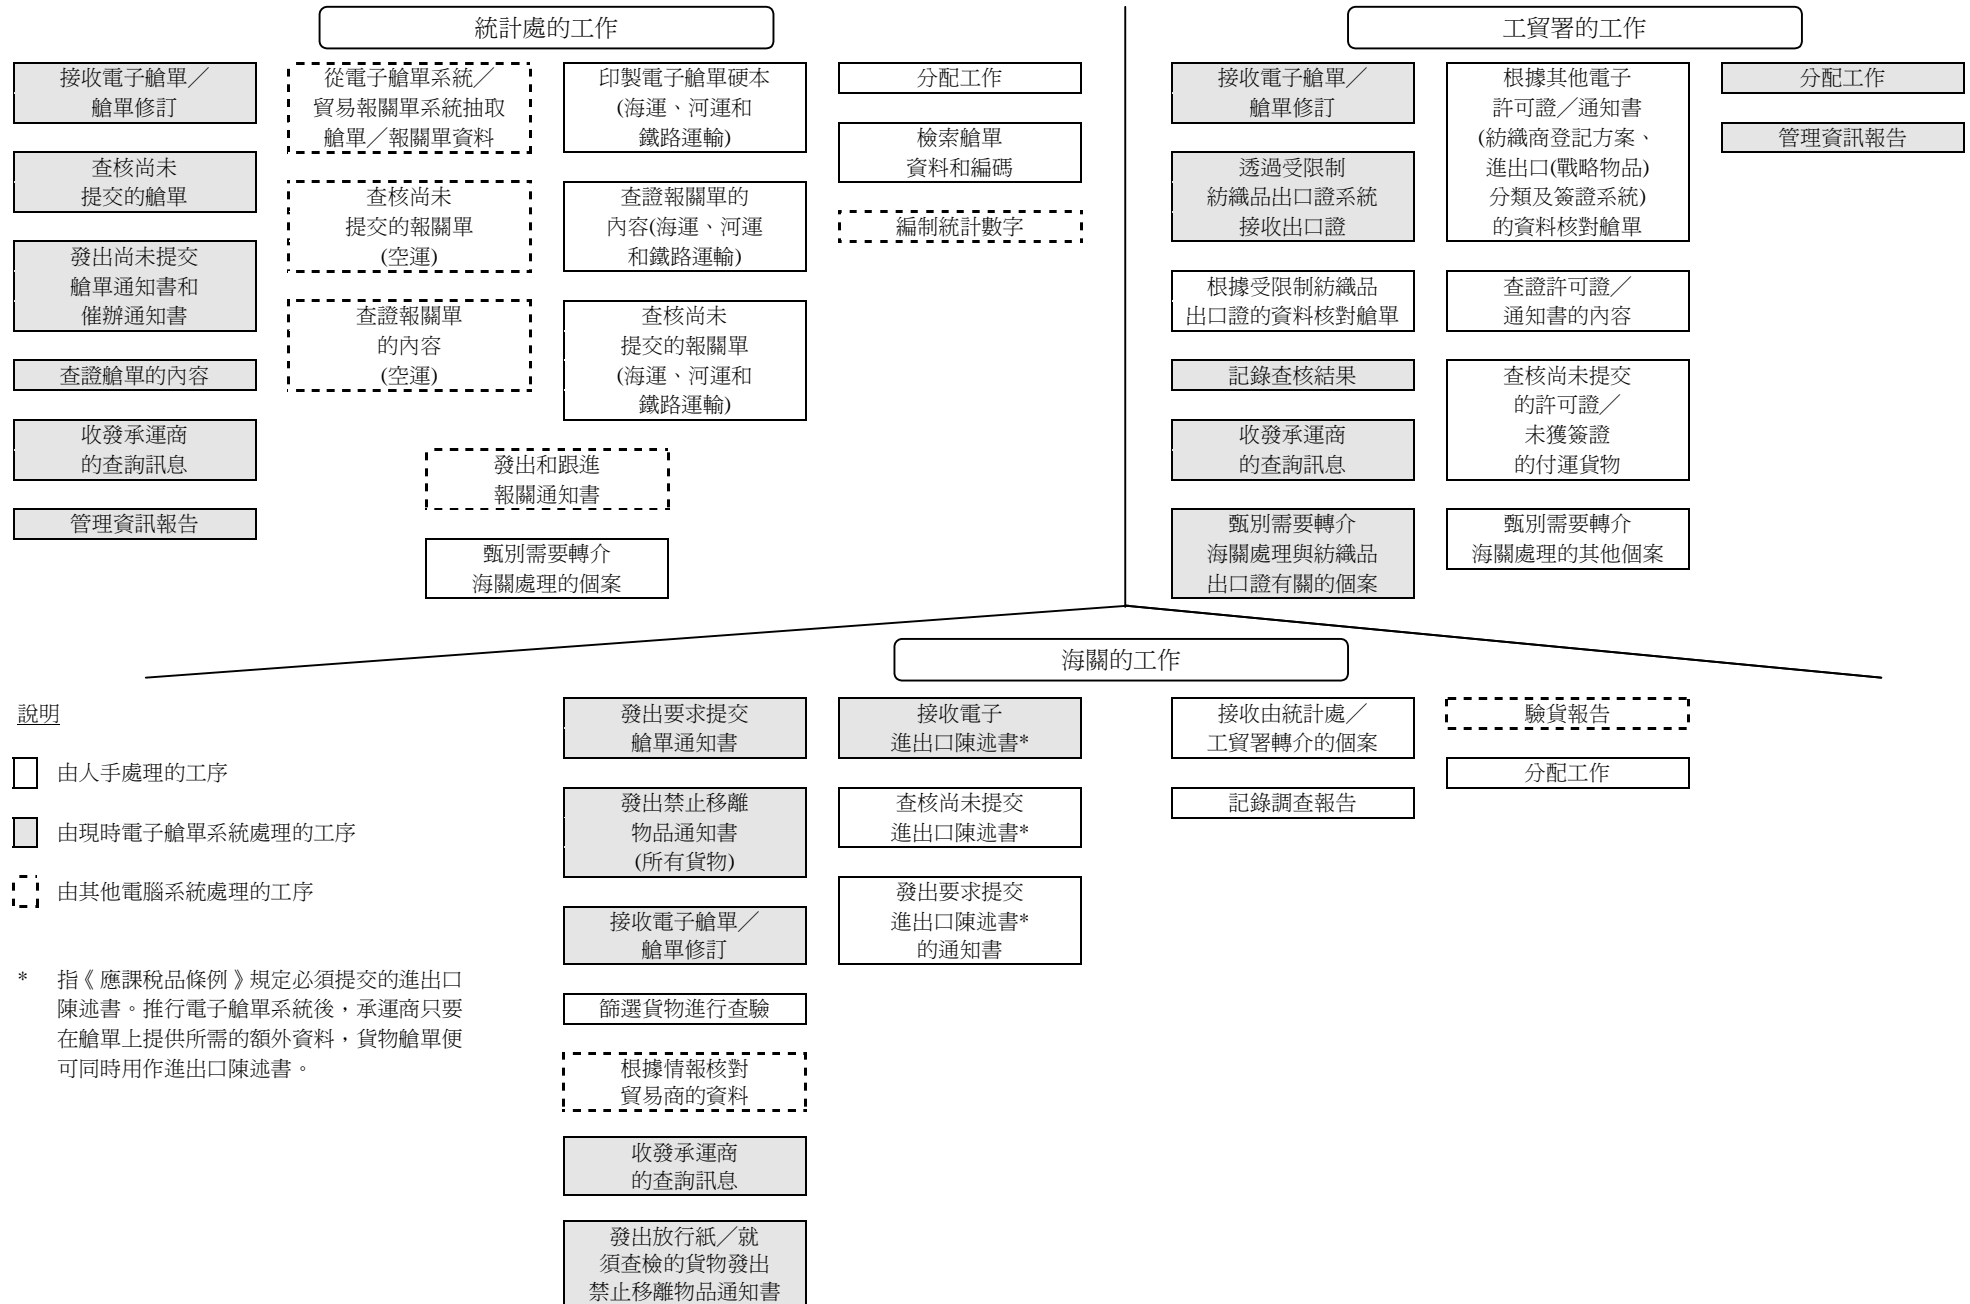 統計處的工作
接收電子艙單／
艙單修訂
查核尚未
提交的艙單
發出尚未提交
艙單通知書和
催辦通知書
查證艙單的內容
收發承運商
的查詢訊息
管理資訊報告
從電子艙單系統／
貿易報關單系統抽取
艙單／報關單資料
查核尚未
提交的報關單
(空運)
查證報關單
的內容
(空運)
印製電子艙單硬本
(海運、河運和
鐵路運輸)
查證報關單的
內容(海運、河運
和鐵路運輸)
查核尚未
提交的報關單
(海運、河運和
鐵路運輸)
發出和跟進
報關通知書
甄別需要轉介
海關處理的個案
分配工作
檢索艙單
資料和編碼
編制統計數字
工貿署的工作
接收電子艙單／
艙單修訂
透過受限制
紡織品出口證系統
接收出口證
根據受限制紡織品
出口證的資料核對艙單
記錄查核結果
收發承運商
的查詢訊息
甄別需要轉介
海關處理與紡織品
出口證有關的個案
根據其他電子
許可證／通知書
(紡織商登記方案、
進出口(戰略物品)
分類及簽證系統)
的資料核對艙單
查證許可證／
通知書的內容
查核尚未提交
的許可證／
未獲簽證
的付運貨物
甄別需要轉介
海關處理的其他個案
分配工作
管理資訊報告
海關的工作
發出要求提交
艙單通知書
發出禁止移離
物品通知書
(所有貨物)
接收電子艙單／
艙單修訂
篩選貨物進行查驗
根據情報核對
貿易商的資料
收發承運商
的查詢訊息
發出放行紙／就
須查檢的貨物發出
禁止移離物品通知書
接收電子
進出口陳述書*
查核尚未提交
進出口陳述書*
發出要求提交
進出口陳述書*
的通知書
接收由統計處／
工貿署轉介的個案
記錄調查報告
驗貨報告
分配工作
說明
由人手處理的工序
由現時電子艙單系統處理的工序
由其他電腦系統處理的工序
* 指《應課稅品條例》規定必須提交的進出口
陳述書。推行電子艙單系統後，承運商只要
在艙單上提供所需的額外資料，貨物艙單便
可同時用作進出口陳述書。